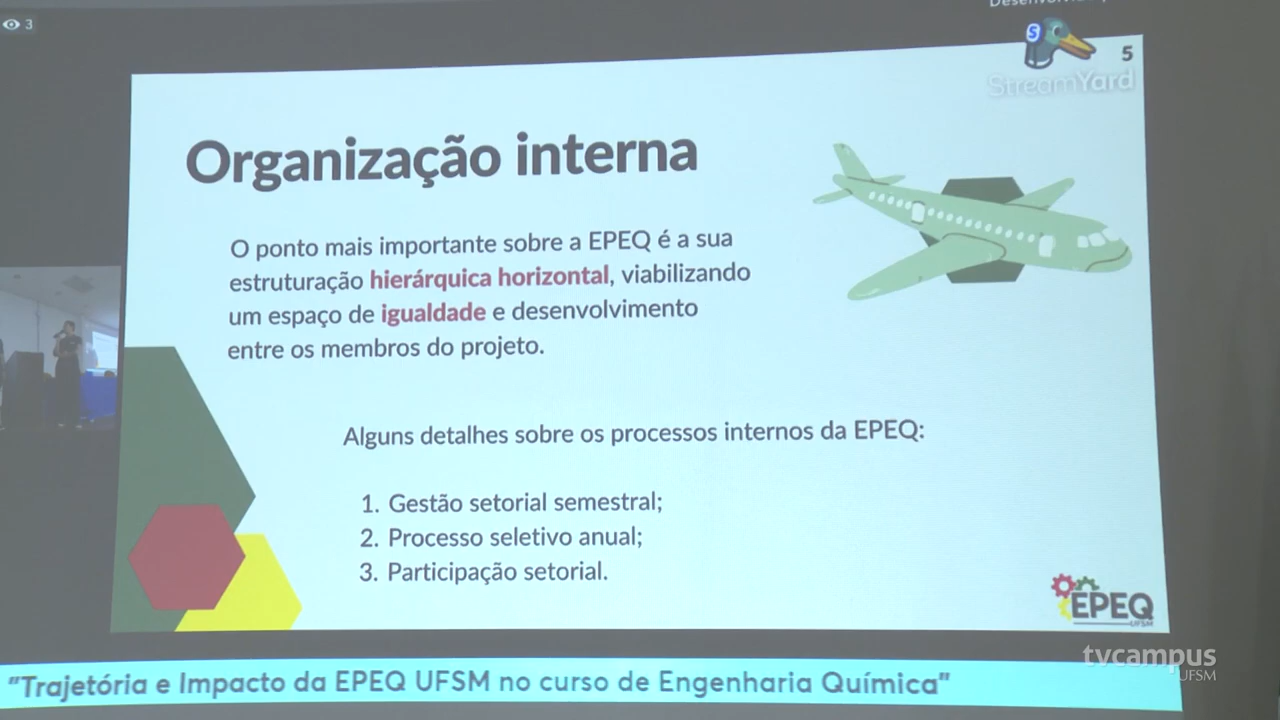 3
S
5
StreamYard
Organização interna
O ponto mais importante sobre a EPEQ é a sua
estruturação hierárquica horizontal, viabilizando
um espaço de igualdade e desenvolvimento
entre os membros do projeto.
Alguns detalhes sobre os processos internos da EPEQ:
1. Gestão setorial semestral;
2. Processo seletivo anual;
3. Participação setorial.
EPEQ
UFSM
"Trajetória e Impacto da EPEQ UFSM no curso de Engenharia Química"
tvcampus
UFSM